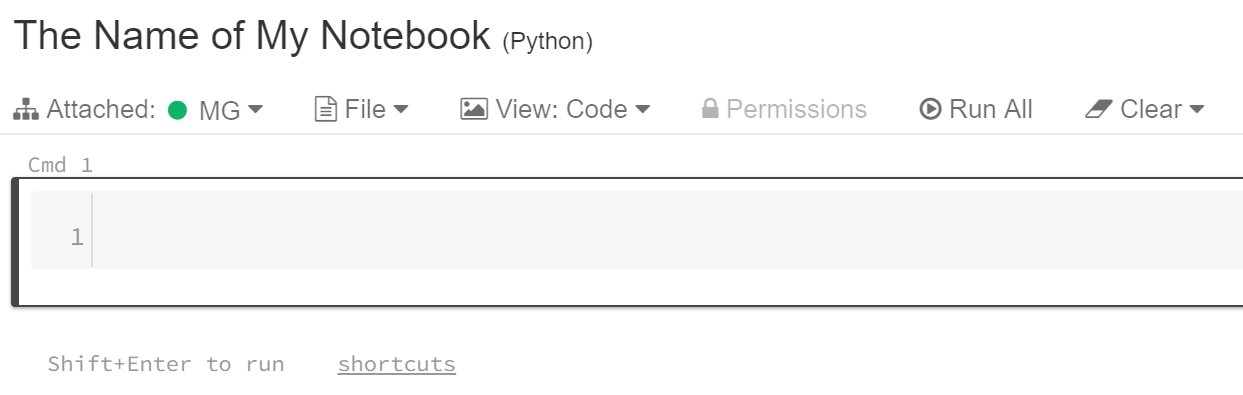 The Name of My Notebook (Python)
Attached: MG File View: Code Permissions Run All Clear
Cmd 1
1
Shift+Enter to run shortcuts